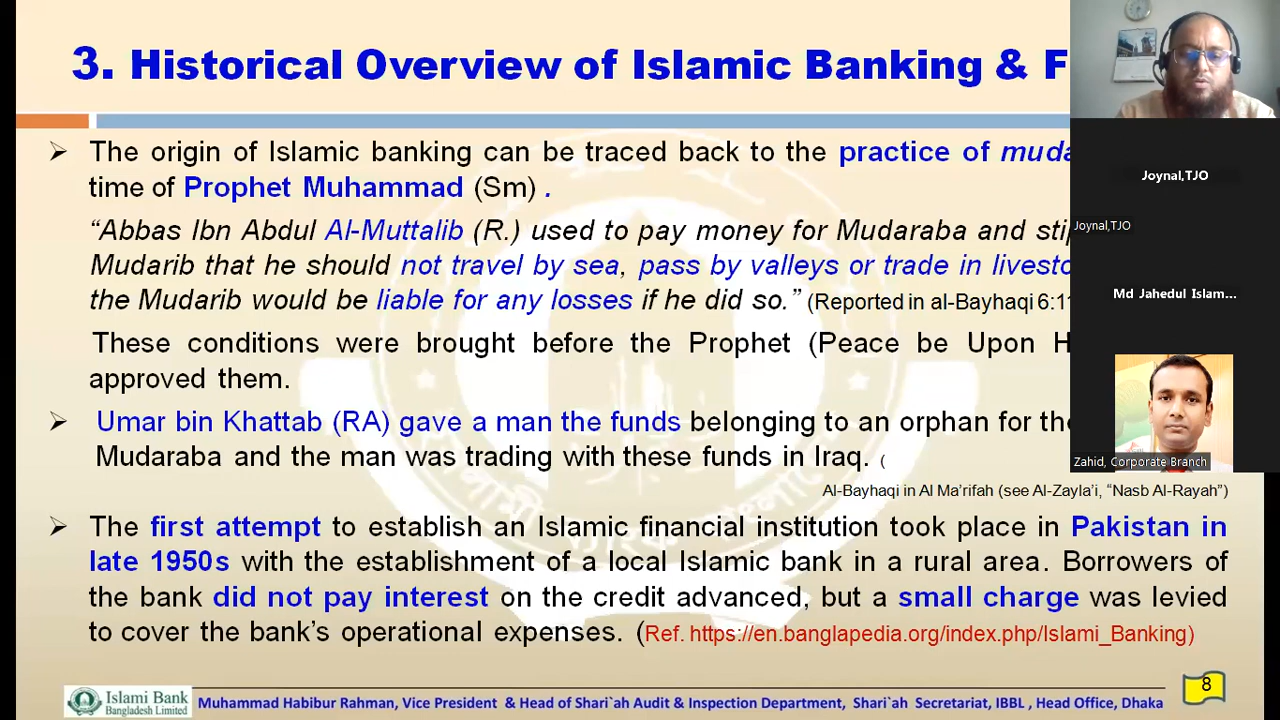 3. Historical Overview of Islamic Banking & F
➢ The origin of Islamic banking can be traced back to the practice of muda
time of Prophet Muhammad (Sm) .
“Abbas Ibn Abdul Al-Muttalib (R.) used to pay money for Mudaraba and sti
Mudarib that he should not travel by sea, pass by valleys or trade in livesto
the Mudarib would be liable for any losses if he did so.” (Reported in al-Bayhaqi 6:1
These conditions were brought before the Prophet (Peace be Upon H
approved them.
➢ Umar bin Khattab (RA) gave a man the funds belonging to an orphan for the
Mudaraba and the man was trading with these funds in Iraq. (
Al-Bayhaqi in Al Ma’rifah (see Al-Zayla’i, “Nasb Al-Rayah”)
➢ The first attempt to establish an Islamic financial institution took place in Pakistan in
late 1950s with the establishment of a local Islamic bank in a rural area. Borrowers of
the bank did not pay interest on the credit advanced, but a small charge was levied
to cover the bank’s operational expenses. (Ref. https://en.banglapedia.org/index.php/Islami_Banking)
Islami Bank
Bangladesh Limited
Muhammad Habibur Rahman, Vice President & Head of Shari`ah Audit & Inspection Department, Shari`ah Secretariat, IBBL , Head Office, Dhaka
8
Joynal,TJO
Joynal,TJO
Md Jahedul Islam...
Zahid, Corporate Branch